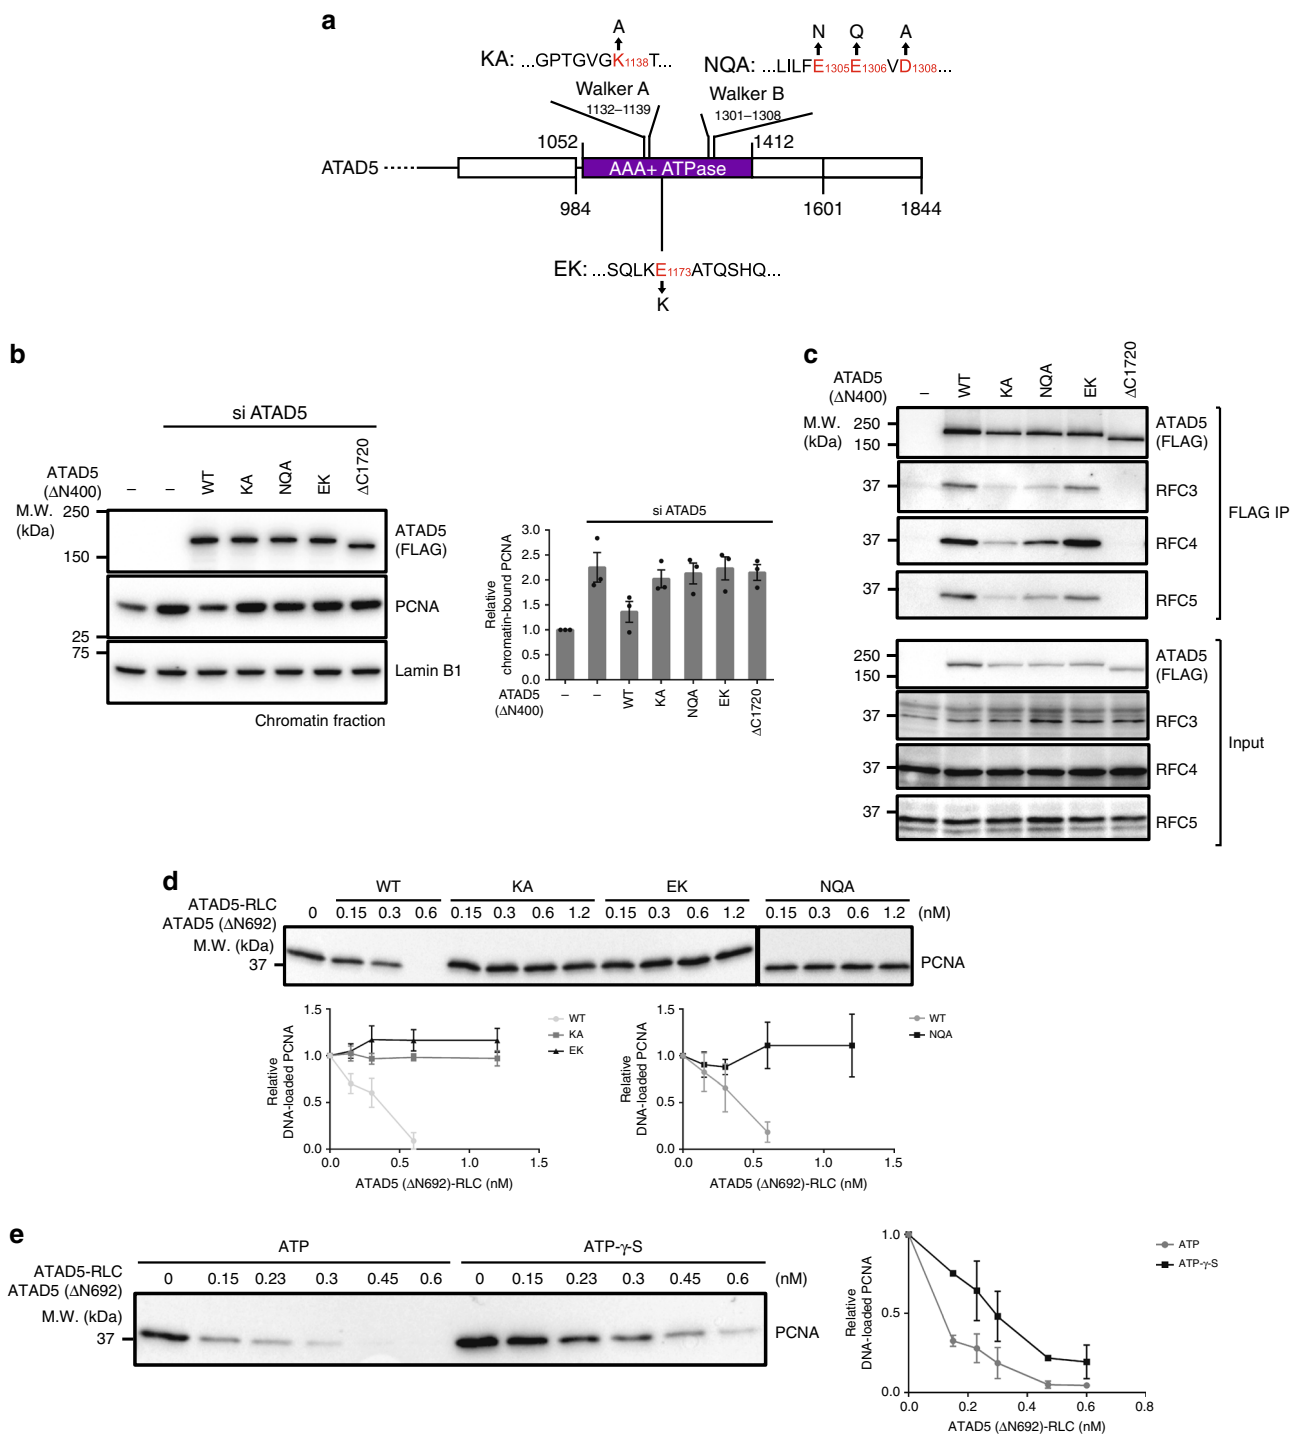 a
A
N Q A
KA: ...GPTGVGK1138T...
NQA: ...LILFE1305E1306VD1308...
Walker A
1132–1139
Walker B
1301–1308
1052
1412
ATAD5
AAA+ ATPase
984
1601
1844
EK: ...SQLKE1173ATQSHQ...
K
b
si ATAD5
ATAD5
(ΔN400)
– – WT KA NQA EK ΔC1720
M.W.
(kDa)
250
150
25
75
ATAD5
(FLAG)
PCNA
Lamin B1
Chromatin fraction
si ATAD5
Relative
chromatin-bound PCNA
3.0
2.5
2.0
1.5
1.0
0.5
0.0
ATAD5
(ΔN400)
– – WT KA NQA EK ΔC1720
c
ATAD5
(ΔN400)
– WT KA NQA EK ΔC1720
M.W.
(kDa)
250
150
ATAD5
(FLAG)
37
RFC3
37
RFC4
37
RFC5
FLAG IP
250
150
ATAD5
(FLAG)
37
RFC3
37
RFC4
37
RFC5
Input
d
WT KA EK NQA
ATAD5-RLC
ATAD5 (ΔN692)
0 0.15 0.3 0.6 0.15 0.3 0.6 1.2 0.15 0.3 0.6 1.2 0.15 0.3 0.6 1.2 (nM)
M.W. (kDa)
37
PCNA
Relative
DNA-loaded PCNA
1.5
1.0
0.5
0.0
0.0 0.5 1.0 1.5
ATAD5 (ΔN692)-RLC (nM)
WT
KA
EK
Relative
DNA-loaded PCNA
1.5
1.0
0.5
0.0
0.0 0.5 1.0 1.5
ATAD5 (ΔN692)-RLC (nM)
WT
NQA
e
ATP ATP-γ-S
ATAD5-RLC
ATAD5 (ΔN692)
0 0.15 0.23 0.3 0.45 0.6 0 0.15 0.23 0.3 0.45 0.6 (nM)
M.W. (kDa)
37
PCNA
Relative
DNA-loaded PCNA
1.0
0.5
0.0
0.0 0.2 0.4 0.6 0.8
ATAD5 (ΔN692)-RLC (nM)
ATP
ATP-γ-S